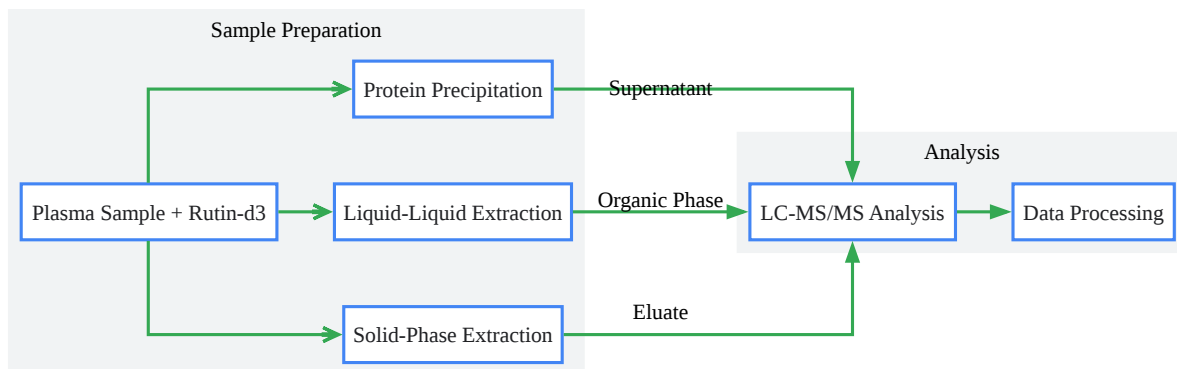 Sample Preparation
Protein Precipitation
Supernatant
Analysis
Plasma Sample + Rutin-d3
Liquid-Liquid Extraction
Organic Phase
LC-MS/MS Analysis
Data Processing
Solid-Phase Extraction
Eluate